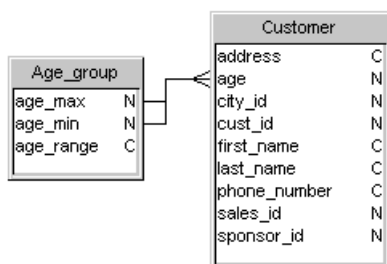 Age_group
age_max N
age_min N
age_range C
Customer
address C
age N
city_id N
cust_id N
first_name C
last_name C
phone_number C
sales_id N
sponsor_id N